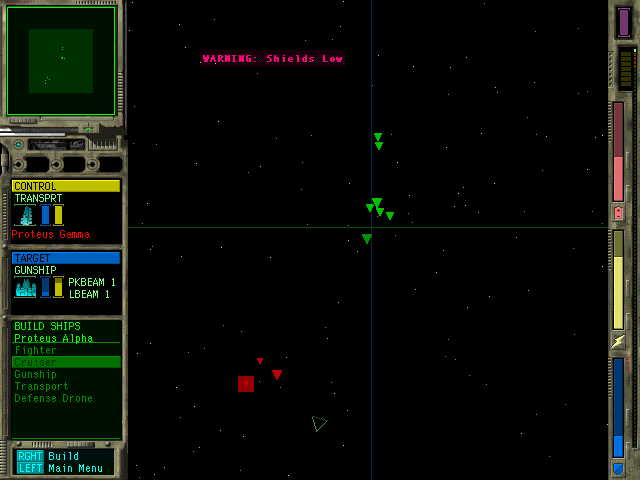 WARNING: Shields Low
CONTROL
TRANSPRT
Proteus Gamma
TARGET
GUNSHIP
PKBEAM 1
LBEAM 1
BUILD SHIPS
Proteus Alpha
Fighter
Cruiser
Gunship
Transport
Defense Drone
RGHT Build
LEFT Main Menu